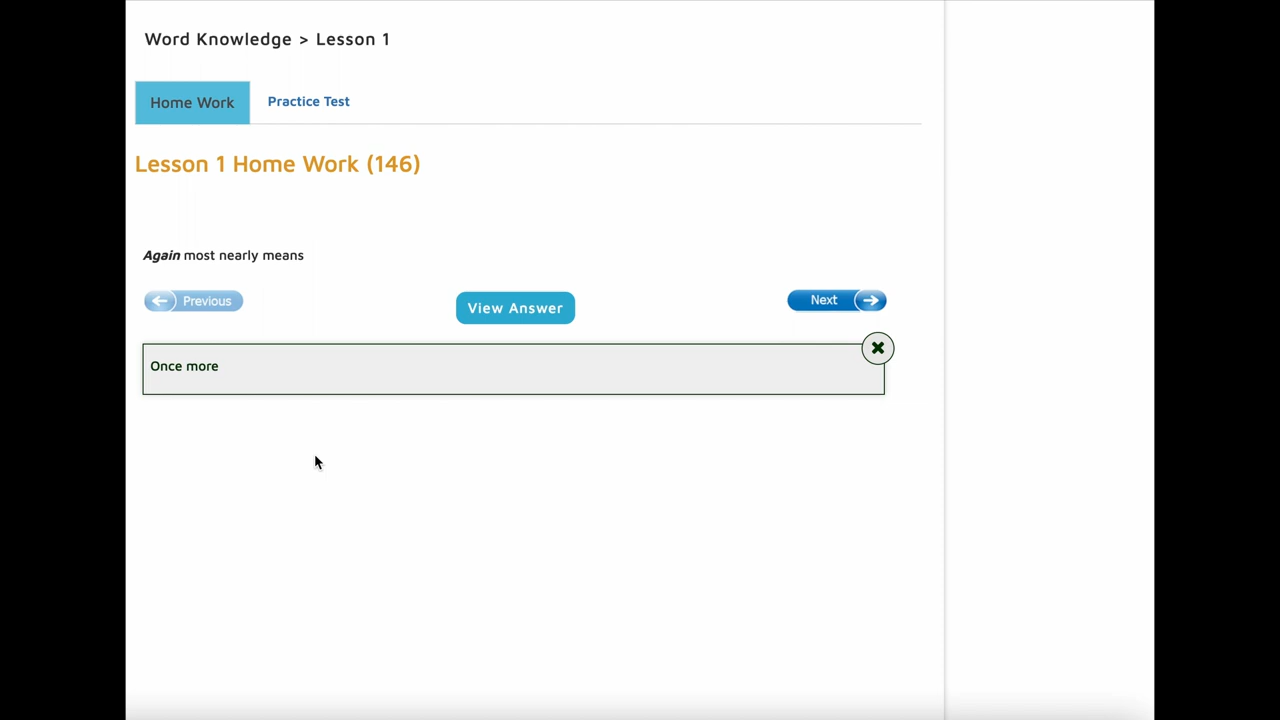 Word Knowledge > Lesson 1
Home Work
Practice Test
Lesson 1 Home Work (146)
Again most nearly means
Previous
View Answer
Next
Once more